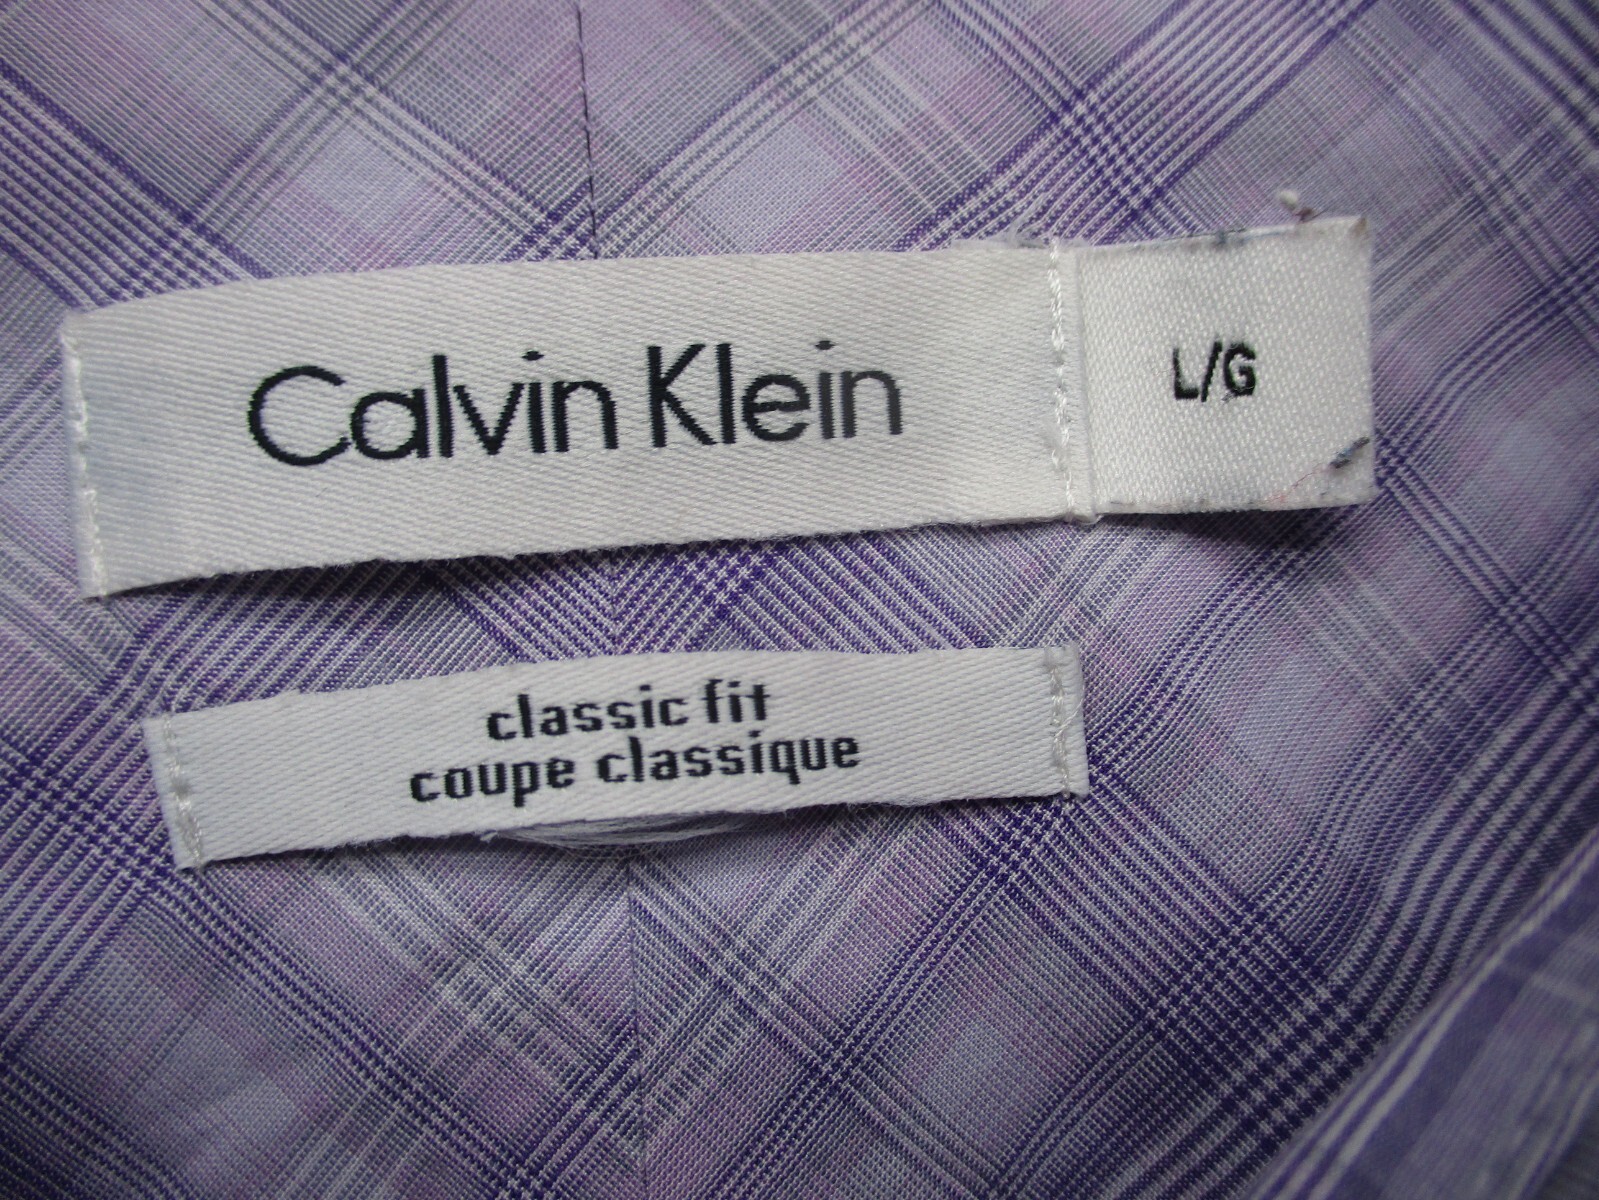 Calvin Klein
L/G
classic fit
coupe classique